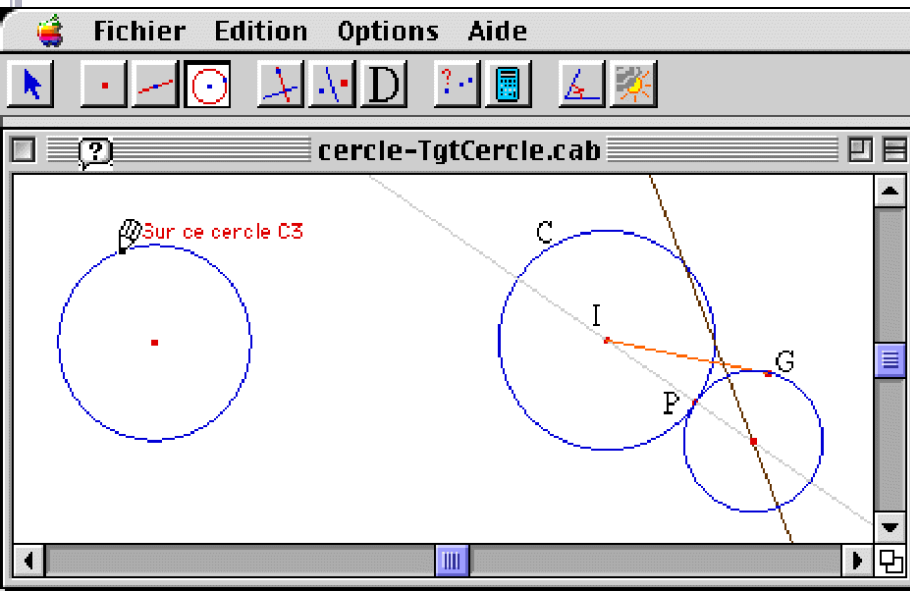 Fichier Edition Options Aide
D ?
? cercle-TgtCercle.cab
Sur ce cercle C3
C
I
G
P